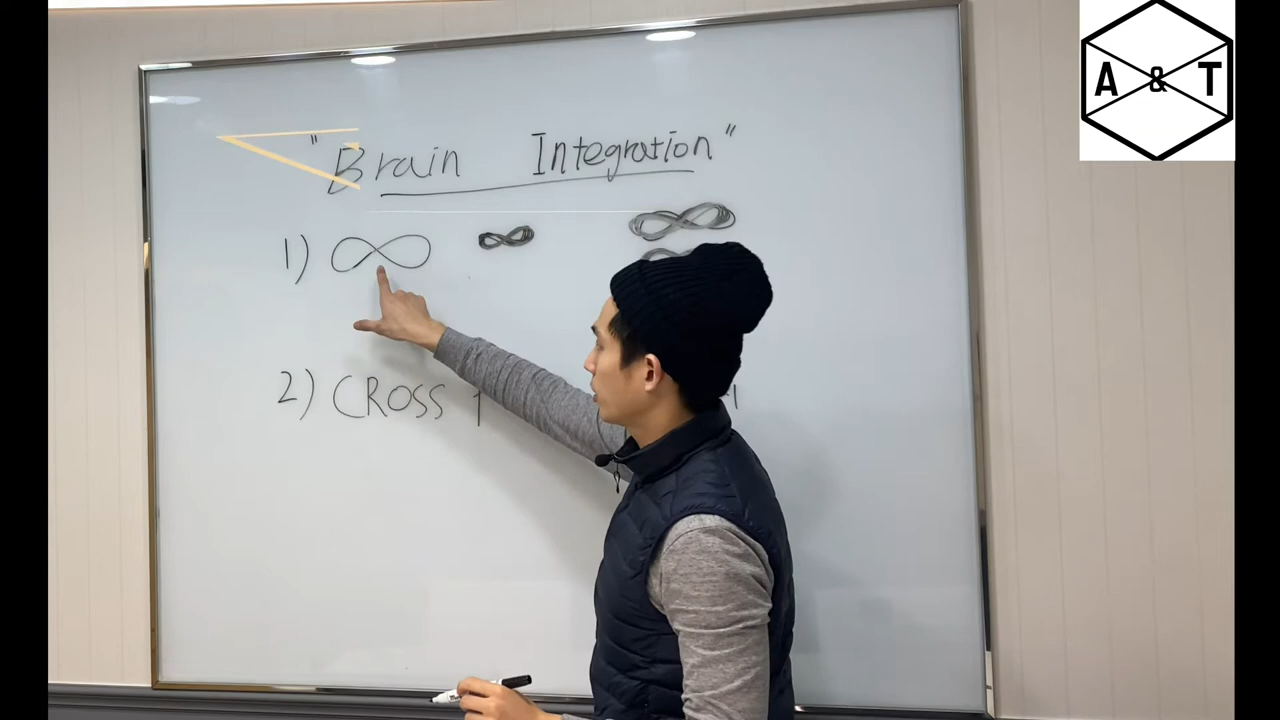 A & T
"Brain Integration"
1) ∞
2) CROSS